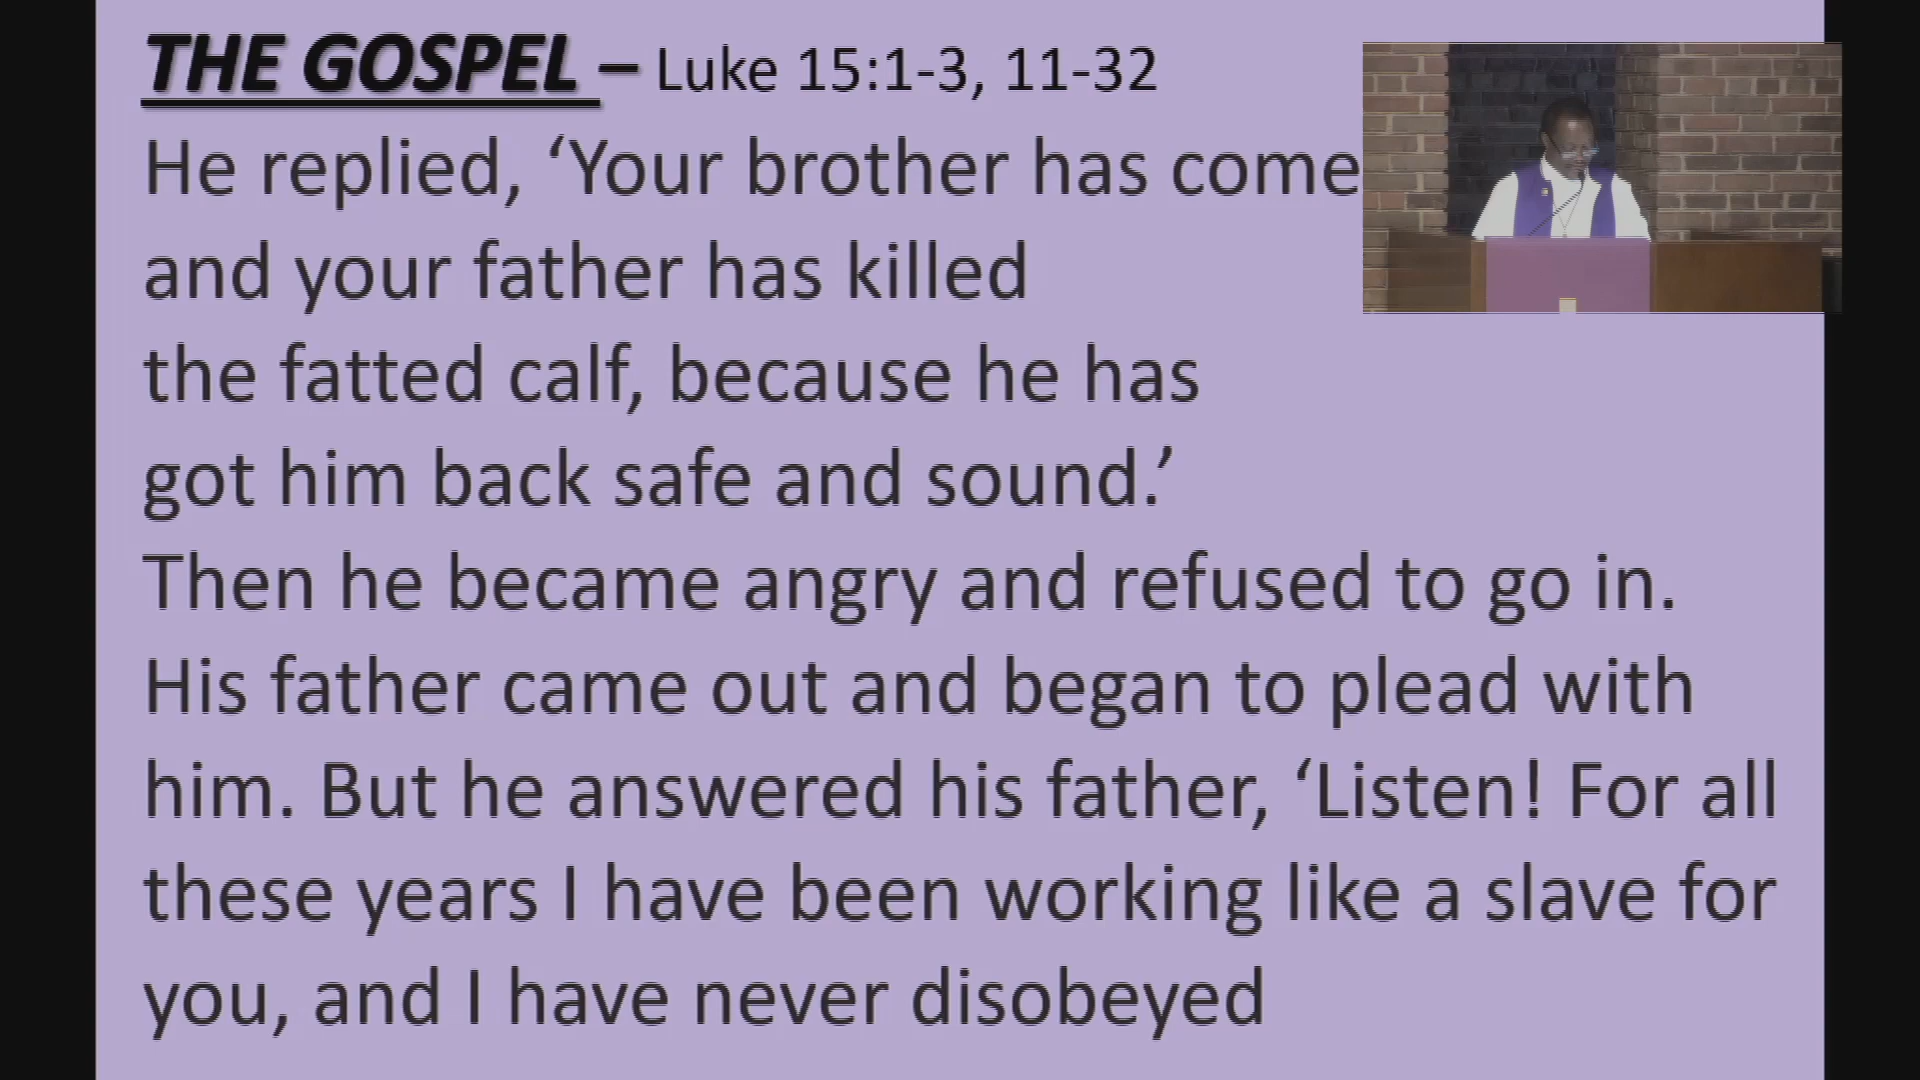 THE GOSPEL – Luke 15:1-3, 11-32
He replied, ‘Your brother has come
and your father has killed
the fatted calf, because he has
got him back safe and sound.’
Then he became angry and refused to go in.
His father came out and began to plead with
him. But he answered his father, ‘Listen! For all
these years I have been working like a slave for
you, and I have never disobeyed